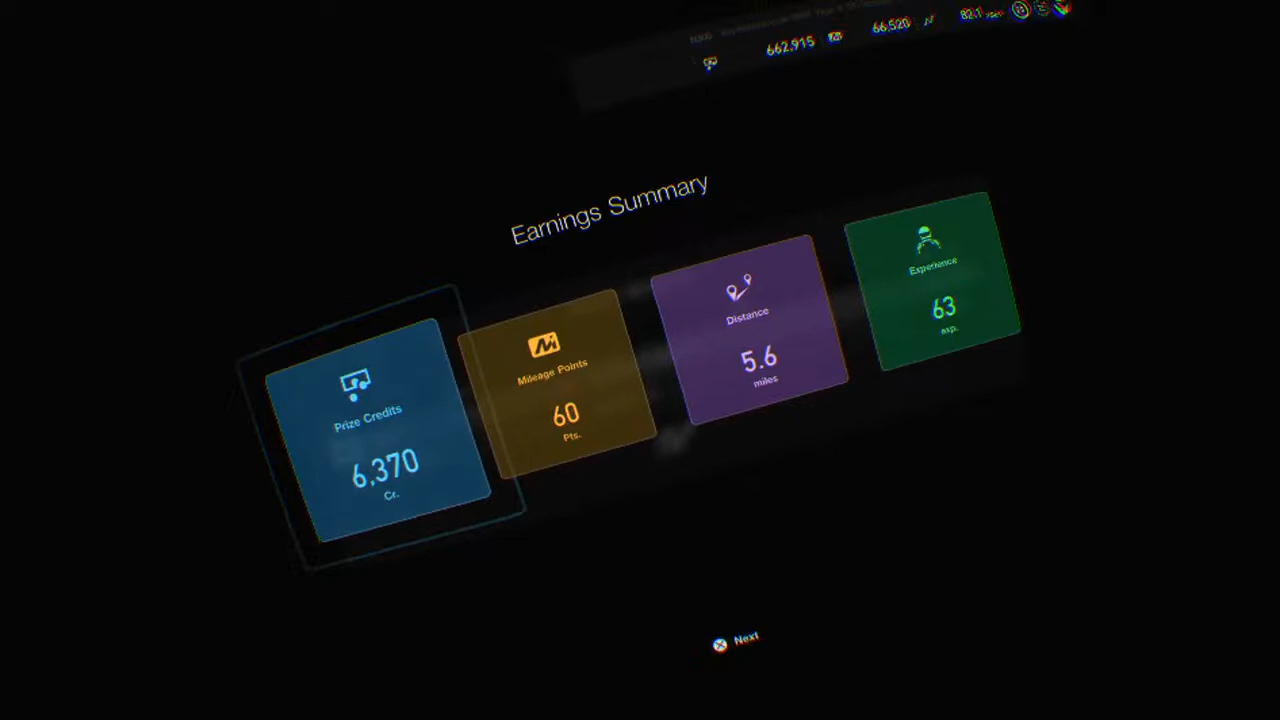 662,915 66,520 82.1
Earnings Summary
Prize Credits
6,370
Cr.
Mileage Points
60
Pts.
Distance
5.6
miles
Experience
63
exp.
Next